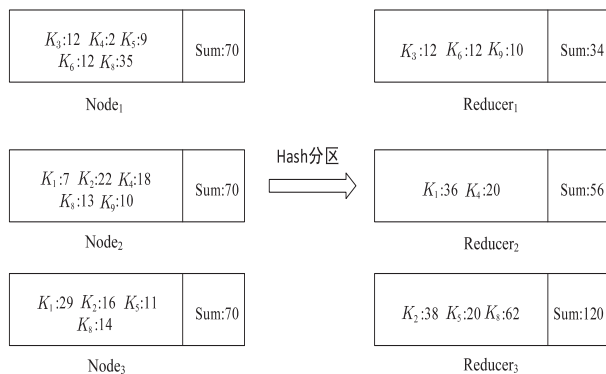 K₃:12 K₄:2 K₅:9
K₆:12 K₈:35
Sum:70
Node₁
K₃:12 K₆:12 K₉:10
Sum:34
Reducer₁
K₁:7 K₂:22 K₄:18
K₈:13 K₉:10
Sum:70
Node₂
Hash分区
K₁:36 K₄:20
Sum:56
Reducer₂
K₁:29 K₂:16 K₅:11
K₈:14
Sum:70
Node₃
K₂:38 K₅:20 K₈:62
Sum:120
Reducer₃